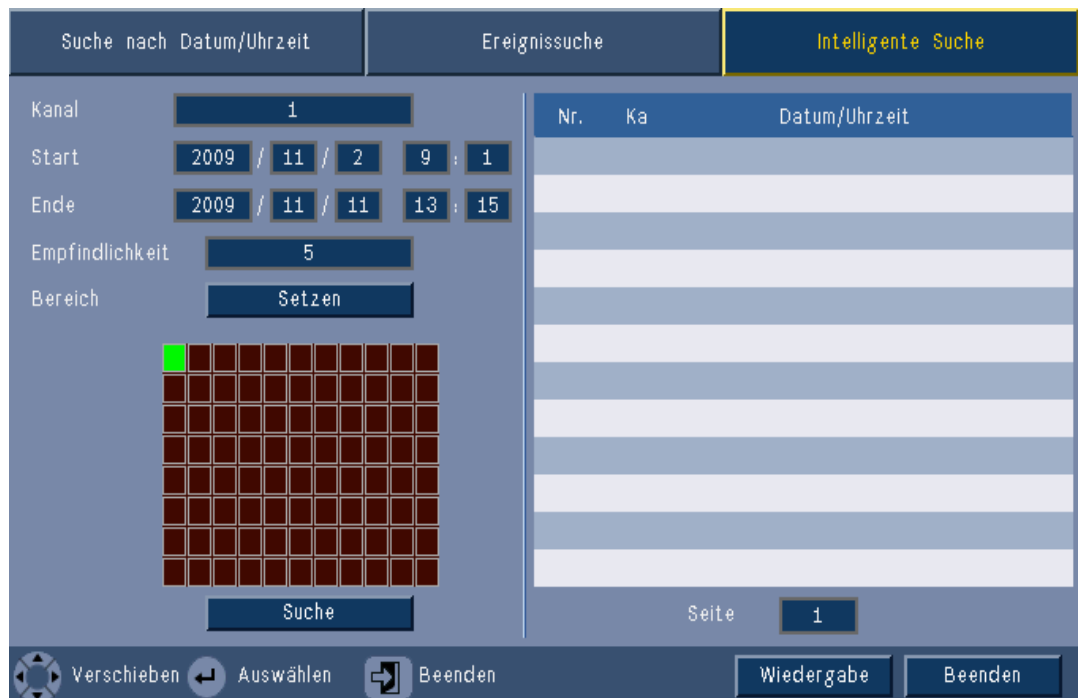 Suche nach Datum/Uhrzeit
Ereignissuche
Intelligente Suche
Kanal 1
Start 2009 / 11 / 2 9 : 1
Ende 2009 / 11 / 11 13 : 15
Empfindlichkeit 5
Bereich Setzen
Suche
Nr. Ka Datum/Uhrzeit
Seite 1
Verschieben Auswählen Beenden
Wiedergabe Beenden